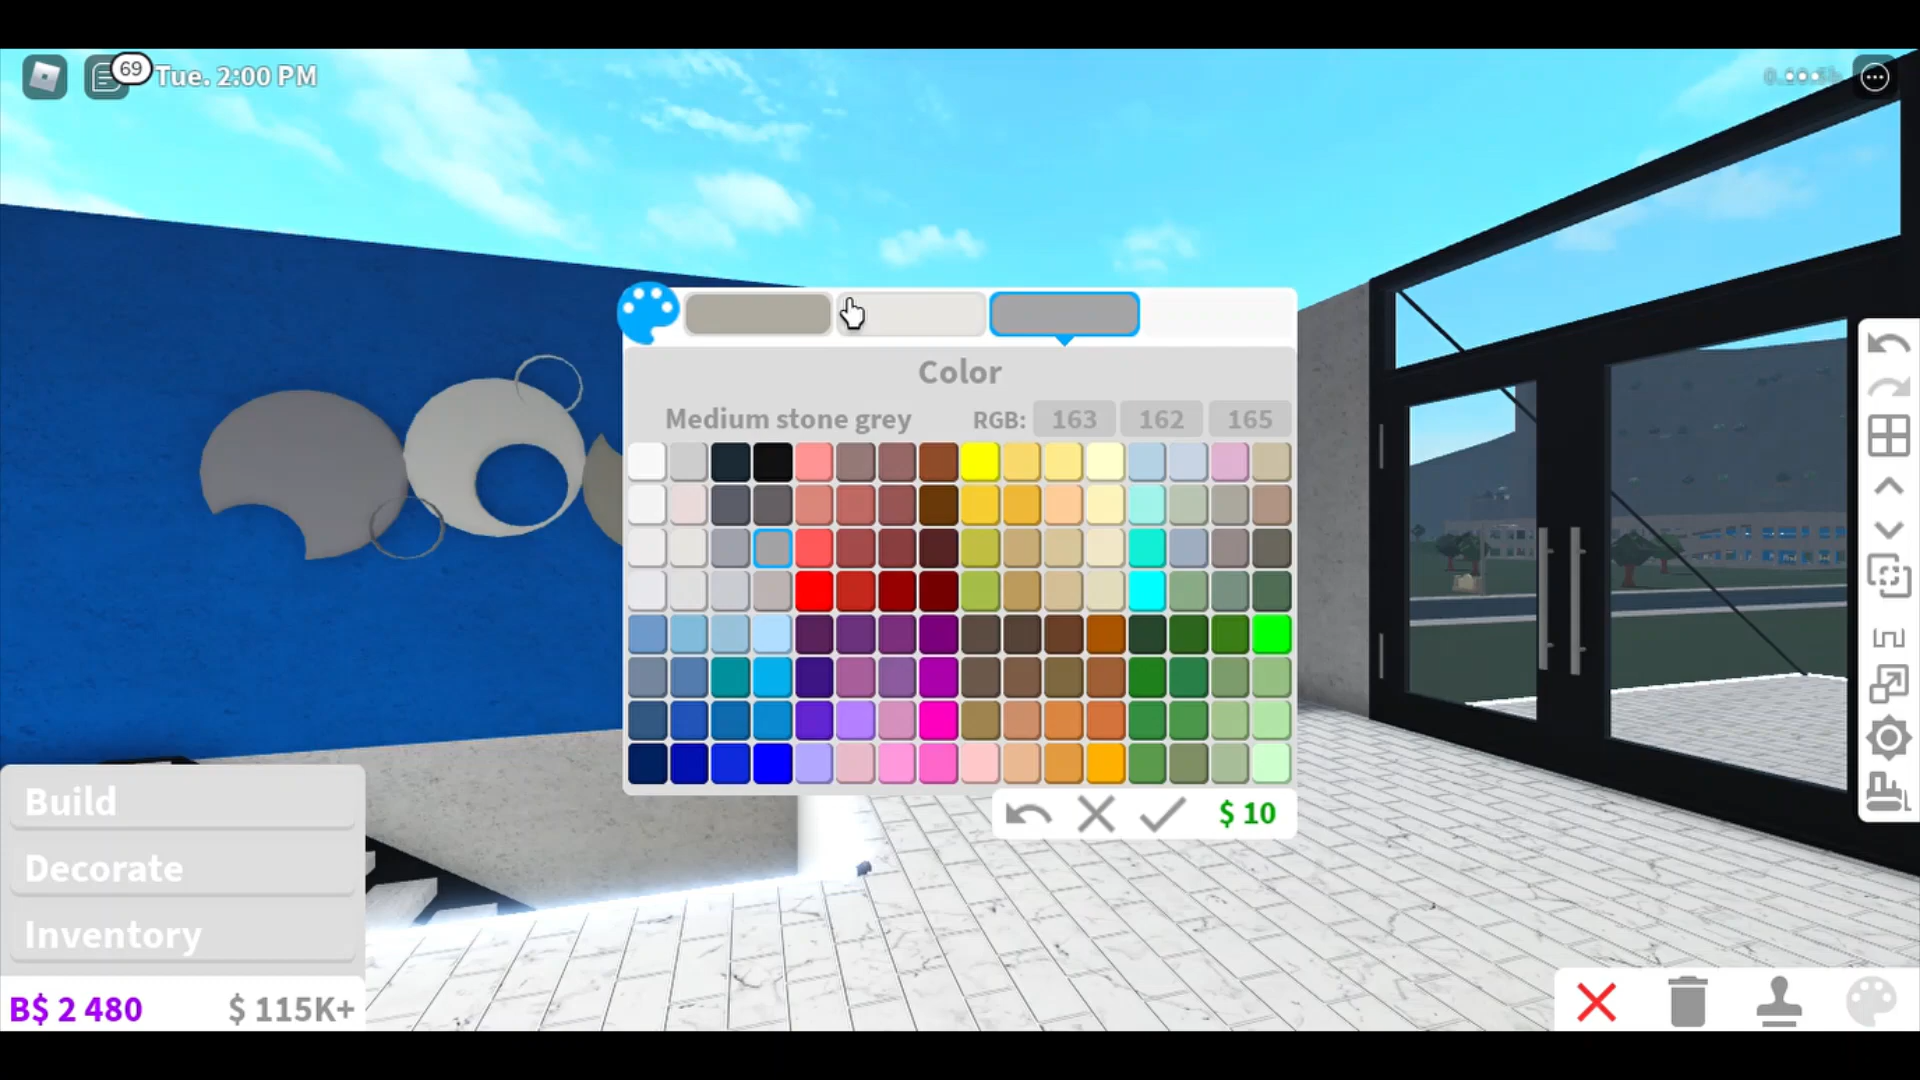 69
Tue. 2:00 PM
Color
Medium stone grey
RGB: 163 162 165
$ 10
Build
Decorate
Inventory
B$ 2 480
$ 115K+